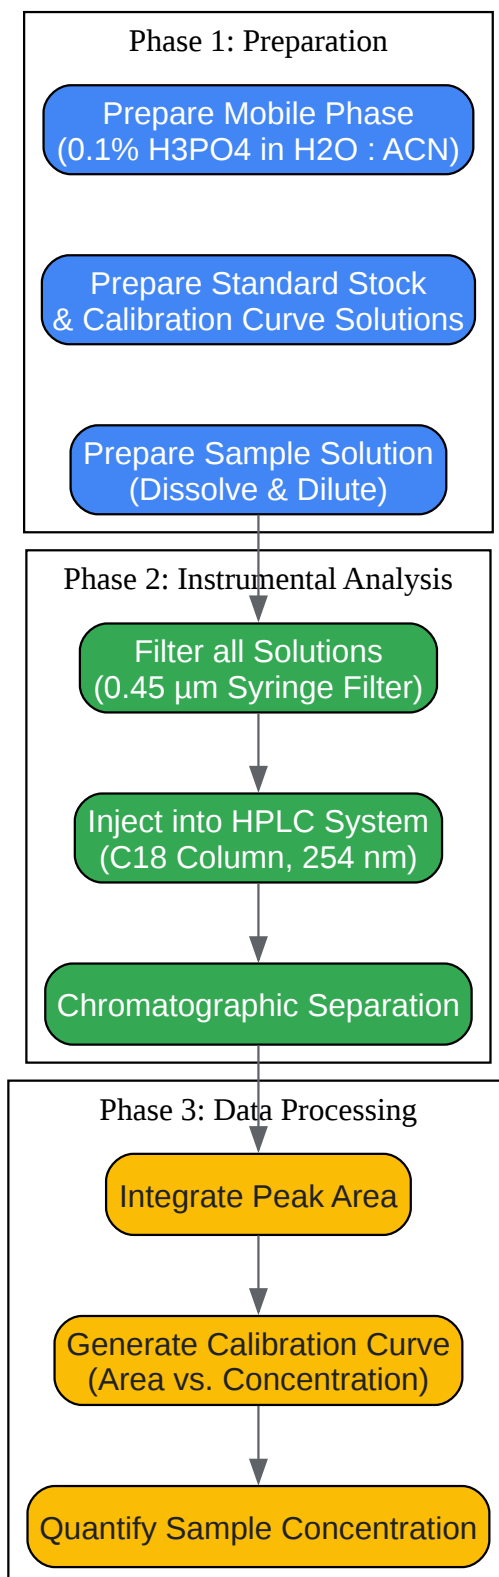 Phase 1: Preparation
Prepare Mobile Phase
(0.1% H3PO4 in H2O : ACN)
Prepare Standard Stock
& Calibration Curve Solutions
Prepare Sample Solution
(Dissolve & Dilute)
Phase 2: Instrumental Analysis
Filter all Solutions
(0.45 µm Syringe Filter)
Inject into HPLC System
(C18 Column, 254 nm)
Chromatographic Separation
Phase 3: Data Processing
Integrate Peak Area
Generate Calibration Curve
(Area vs. Concentration)
Quantify Sample Concentration